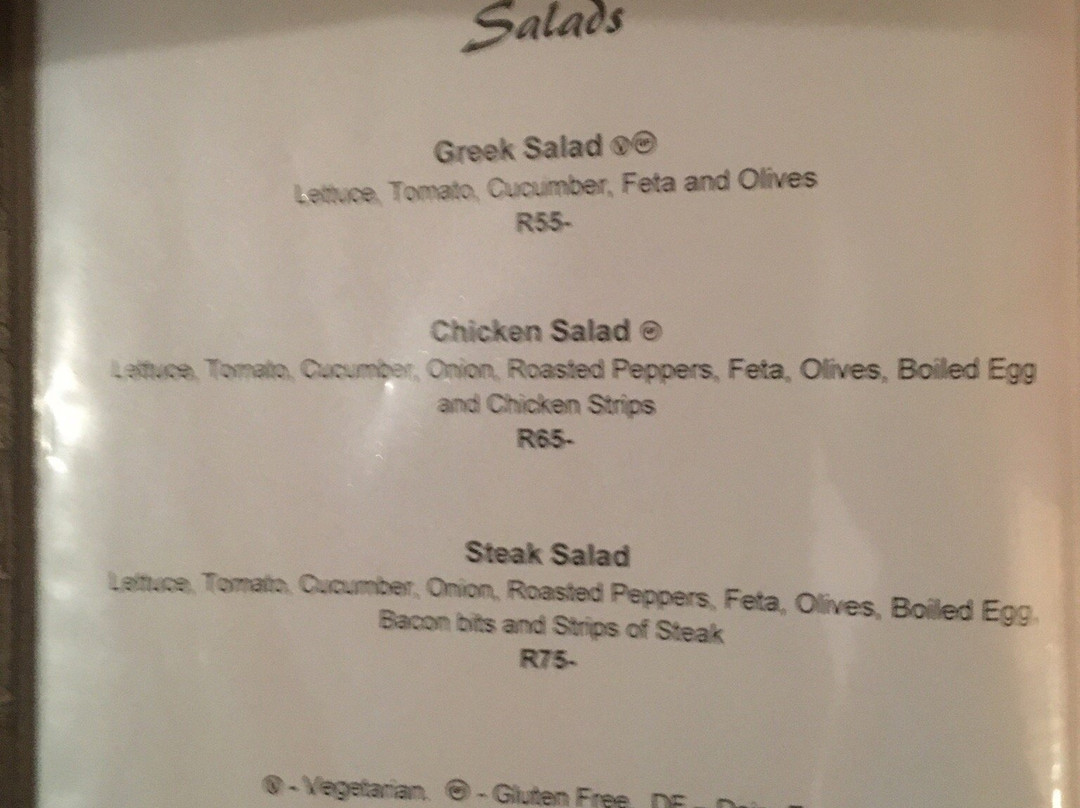 Salads
Greek Salad Ⓥ
Lettuce, Tomato, Cucumber, Feta and Olives
R55-
Chicken Salad
Lettuce, Tomato, Cucumber, Onion, Roasted Peppers, Feta, Olives, Boiled Egg
and Chicken Strips
R65-
Steak Salad
Lettuce, Tomato, Cucumber, Onion, Roasted Peppers, Feta, Olives, Boiled Egg,
Bacon bits and Strips of Steak
R75-
Ⓥ - Vegetarian, - Gluten Free, DF -